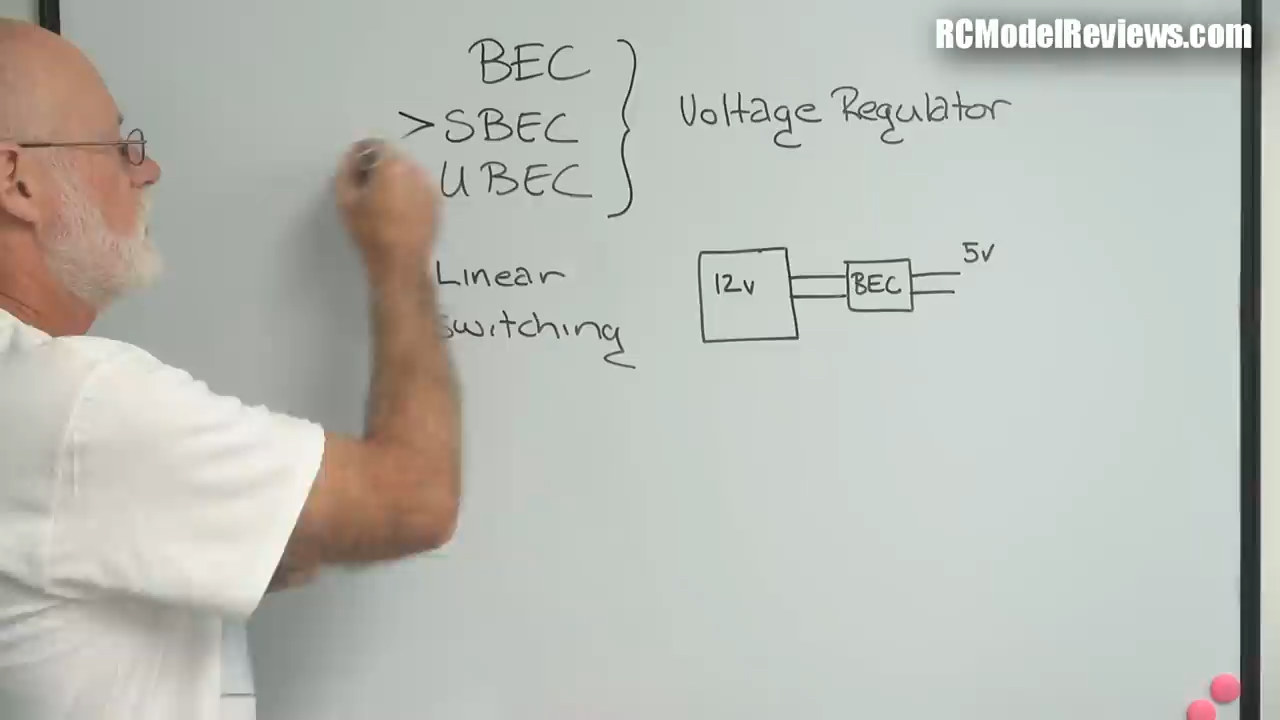 RCModelReviews.com
BEC
>SBEC
UBEC
Voltage Regulator
Linear
Switching
12v
BEC
5v